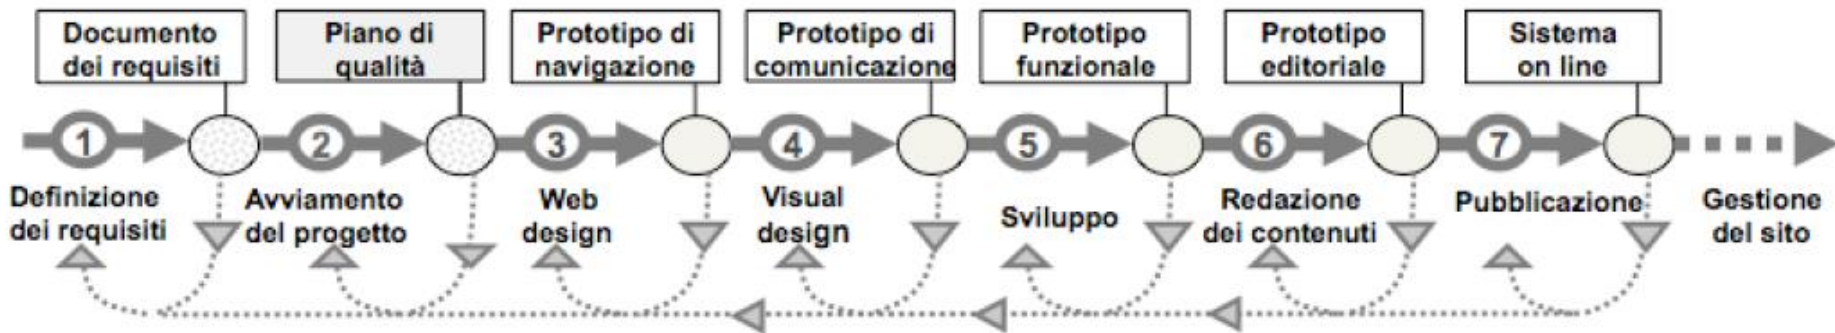 Documento
dei requisiti
Piano di
qualità
Prototipo di
navigazione
Prototipo di
comunicazione
Prototipo
funzionale
Prototipo
editoriale
Sistema
on line
1
2
3
4
5
6
7
Definizione
dei requisiti
Avviamento
del progetto
Web
design
Visual
design
Sviluppo
Redazione
dei contenuti
Pubblicazione
Gestione
del sito